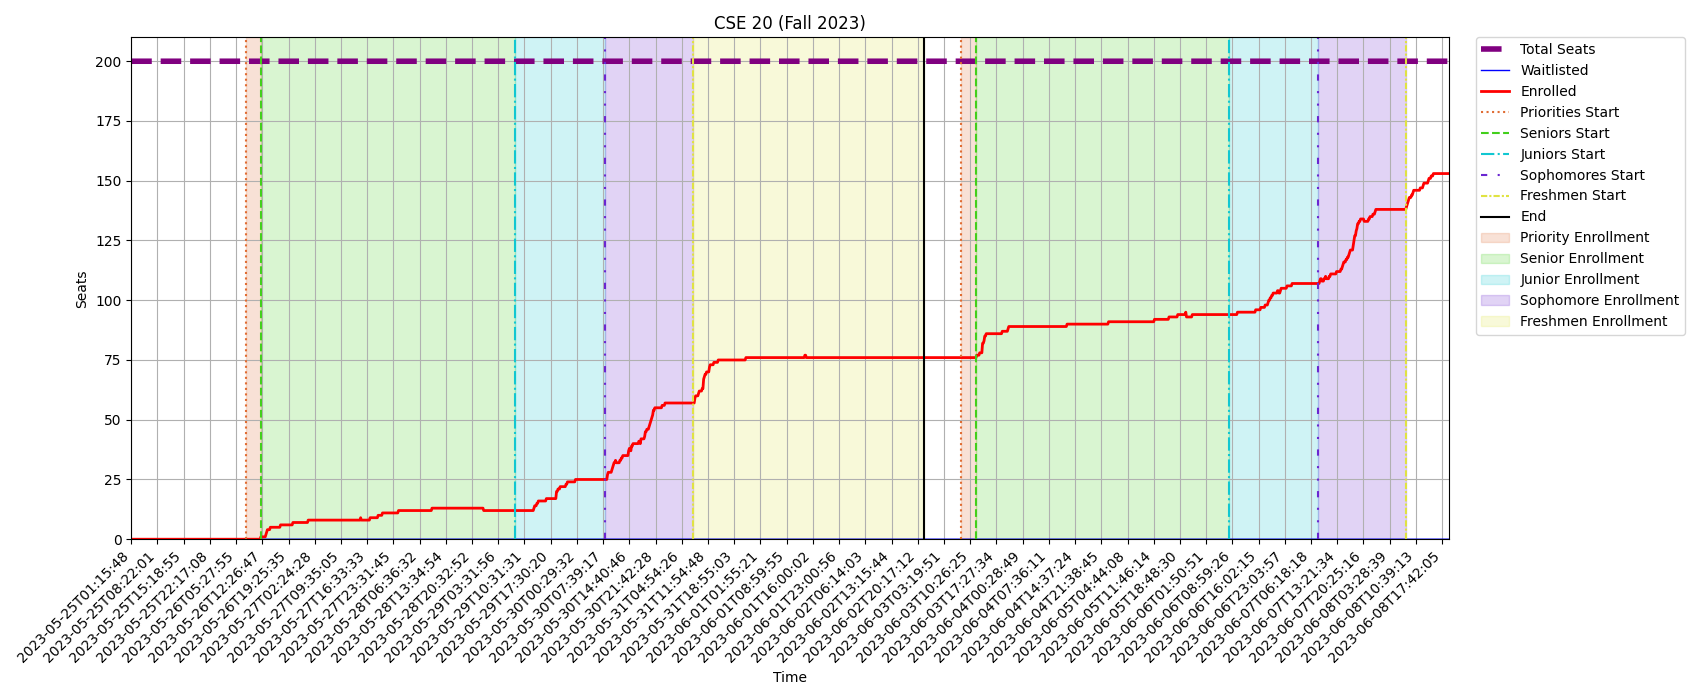 CSE 20 (Fall 2023)
200
175
150
125
100
75
50
25
0
Seats
2023-05-25T01:15:48
2023-05-25T08:22:01
2023-05-25T15:18:55
2023-05-25T22:17:08
2023-05-26T05:27:55
2023-05-26T12:26:47
2023-05-26T19:25:35
2023-05-27T02:24:28
2023-05-27T09:35:05
2023-05-27T16:33:33
2023-05-27T23:31:45
2023-05-28T06:36:32
2023-05-28T13:34:54
2023-05-28T20:32:52
2023-05-29T03:31:56
2023-05-29T10:31:31
2023-05-29T17:30:20
2023-05-30T00:29:32
2023-05-30T07:39:17
2023-05-30T14:40:46
2023-05-30T21:42:28
2023-05-31T04:54:26
2023-05-31T11:54:48
2023-05-31T18:55:03
2023-06-01T01:55:21
2023-06-01T08:59:55
2023-06-01T16:00:02
2023-06-01T23:00:56
2023-06-02T06:14:03
2023-06-02T13:15:44
2023-06-02T20:17:12
2023-06-03T03:19:51
2023-06-03T10:26:25
2023-06-03T17:27:34
2023-06-04T00:28:49
2023-06-04T07:36:11
2023-06-04T14:37:24
2023-06-04T21:38:45
2023-06-05T04:44:08
2023-06-05T11:46:14
2023-06-05T18:48:30
2023-06-06T01:50:51
2023-06-06T08:59:26
2023-06-06T16:02:15
2023-06-06T23:03:57
2023-06-07T06:18:18
2023-06-07T13:21:34
2023-06-07T20:25:16
2023-06-08T03:28:39
2023-06-08T10:39:13
2023-06-08T17:42:05
Time
Total Seats
Waitlisted
Enrolled
Priorities Start
Seniors Start
Juniors Start
Sophomores Start
Freshmen Start
End
Priority Enrollment
Senior Enrollment
Junior Enrollment
Sophomore Enrollment
Freshmen Enrollment